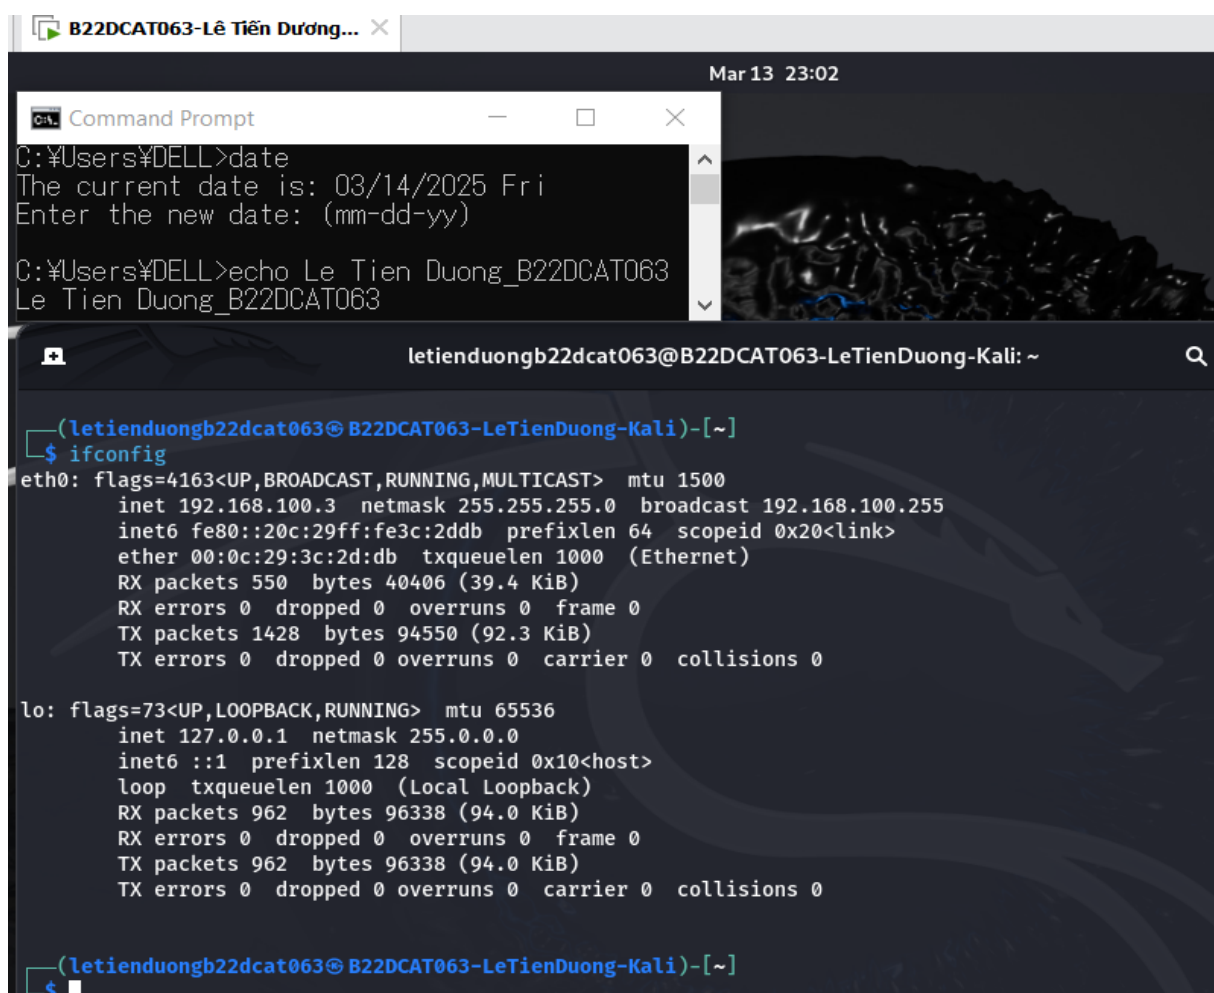 B22DCAT063-Lê Tiến Dương...
Mar 13 23:02
Command Prompt
C:¥Users¥DELL>date
The current date is: 03/14/2025 Fri
Enter the new date: (mm-dd-yy)
C:¥Users¥DELL>echo Le Tien Duong_B22DCAT063
Le Tien Duong_B22DCAT063
letienduongb22dcat063@B22DCAT063-LeTienDuong-Kali: ~
┌──(letienduongb22dcat063㉿B22DCAT063-LeTienDuong-Kali)-[~]
└─$ ifconfig
eth0: flags=4163<UP,BROADCAST,RUNNING,MULTICAST>  mtu 1500
inet 192.168.100.3  netmask 255.255.255.0  broadcast 192.168.100.255
inet6 fe80::20c:29ff:fe3c:2ddb  prefixlen 64  scopeid 0x20<link>
ether 00:0c:29:3c:2d:db  txqueuelen 1000  (Ethernet)
RX packets 550  bytes 40406 (39.4 KiB)
RX errors 0  dropped 0  overruns 0  frame 0
TX packets 1428  bytes 94550 (92.3 KiB)
TX errors 0  dropped 0 overruns 0  carrier 0  collisions 0
lo: flags=73<UP,LOOPBACK,RUNNING>  mtu 65536
inet 127.0.0.1  netmask 255.0.0.0
inet6 ::1  prefixlen 128  scopeid 0x10<host>
loop  txqueuelen 1000  (Local Loopback)
RX packets 962  bytes 96338 (94.0 KiB)
RX errors 0  dropped 0  overruns 0  frame 0
TX packets 962  bytes 96338 (94.0 KiB)
TX errors 0  dropped 0 overruns 0  carrier 0  collisions 0
┌──(letienduongb22dcat063㉿B22DCAT063-LeTienDuong-Kali)-[~]
$